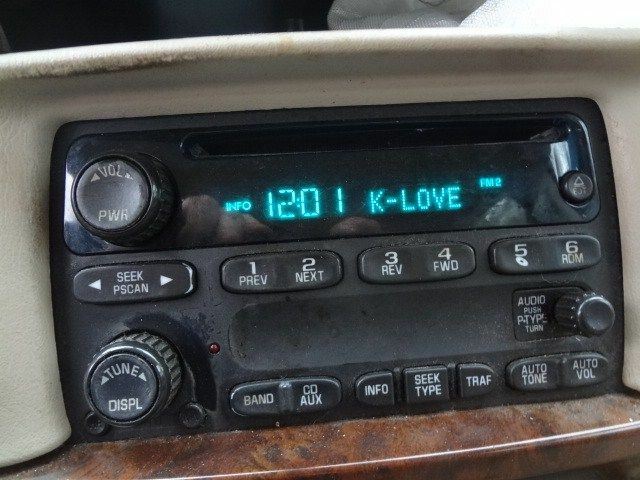 VOL
PWR
INFO 12:01 K-LOVE FM2
SEEK
PSCAN
1 2
PREV NEXT
3 4
REV FWD
5 6
RDM
AUDIO
PUSH
P-TYPE
TURN
TUNE
DISPL
BAND
CD
AUX
INFO
SEEK
TYPE
TRAF
AUTO
TONE
AUTO
VOL